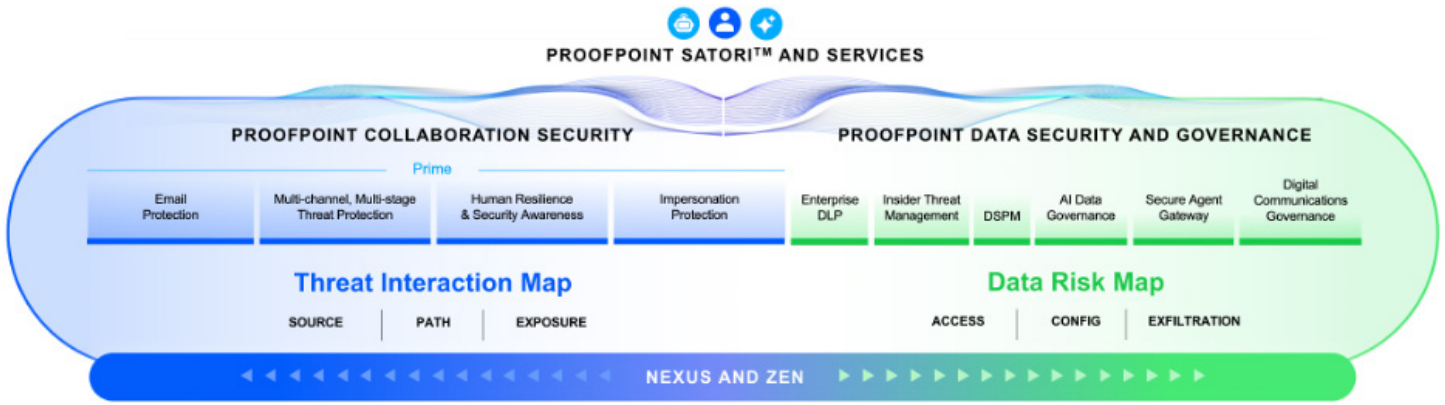 PROOFPOINT SATORI™ AND SERVICES
PROOFPOINT COLLABORATION SECURITY
PROOFPOINT DATA SECURITY AND GOVERNANCE
Prime
Email
Protection
Multi-channel, Multi-stage
Threat Protection
Human Resilience
& Security Awareness
Impersonation
Protection
Enterprise
DLP
Insider Threat
Management
DSPM
AI Data
Governance
Secure Agent
Gateway
Digital
Communications
Governance
Threat Interaction Map
SOURCE
PATH
EXPOSURE
Data Risk Map
ACCESS
CONFIG
EXFILTRATION
NEXUS AND ZEN